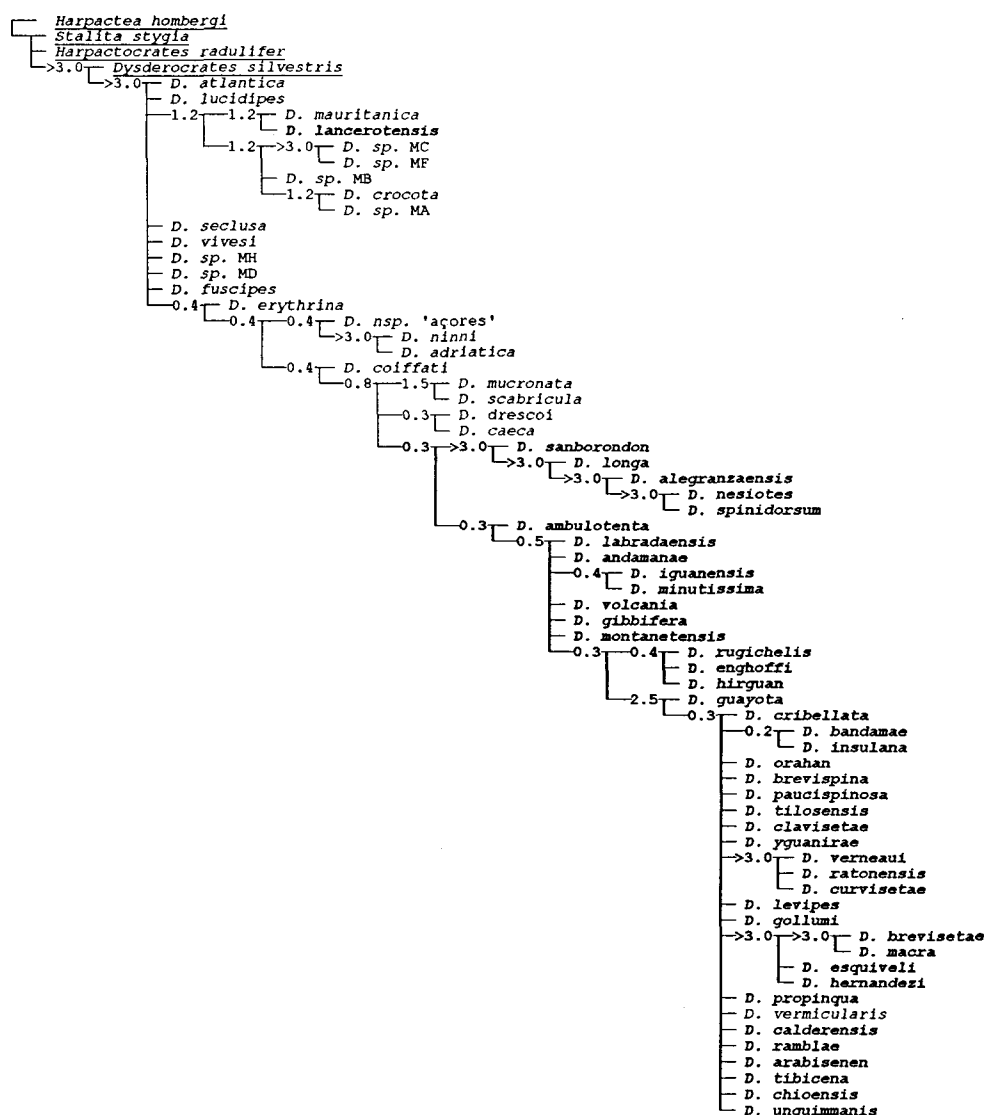 Harpactea hombergi
Stalita stygia
Harpactocrates radulifer
>3.0 Dysderocrates silvestris
>3.0 D. atlantica
D. lucidipes
1.2 1.2 D. mauritanica
D. lancerotensis
1.2 >3.0 D. sp. MC
D. sp. MF
D. sp. MB
1.2 D. crocota
D. sp. MA
D. seclusa
D. vivesi
D. sp. MH
D. sp. MD
D. fuscipes
0.4 D. erythrina
0.4 0.4 D. nsp. 'açores'
>3.0 D. ninni
D. adriatica
0.4 D. coiffati
0.8 1.5 D. mucronata
D. scabricula
0.3 D. drescoi
D. caeca
0.3 >3.0 D. sanborondon
>3.0 D. longa
>3.0 D. alegranzaensis
>3.0 D. nesiotes
D. spinidorsum
0.3 D. ambulotenta
0.5 D. labradaensis
D. andamanae
0.4 D. iguanensis
D. minutissima
D. volcania
D. gibbifera
D. montanetensis
0.3 0.4 D. rugichelis
D. enghoffi
D. hirguan
2.5 D. guayota
0.3 D. cribellata
0.2 D. bandamae
D. insulana
D. orahan
D. brevispina
D. paucispinosa
D. tilosensis
D. clavisetae
D. yguanirae
>3.0 D. verneaui
D. ratonensis
D. curvisetae
D. levipes
D. gollumi
>3.0 >3.0 D. brevisetae
D. macra
D. esquiveli
D. hernandezi
D. propinqua
D. vermicularis
D. calderensis
D. ramblae
D. arabisenen
D. tibicena
D. chioensis
D. unguimmanis